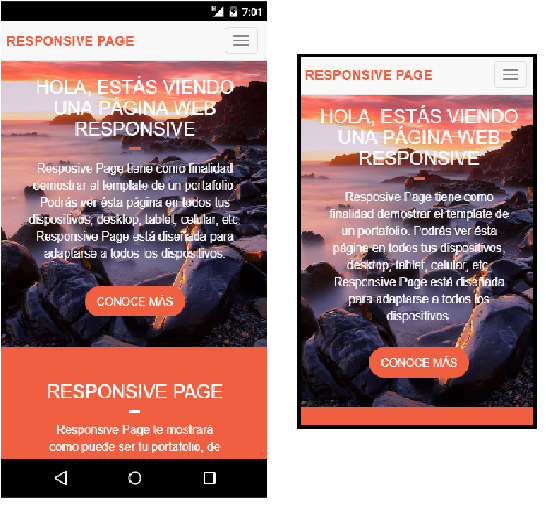 7:01
RESPONSIVE PAGE
HOLA, ESTÁS VIENDO
UNA PÁGINA WEB
RESPONSIVE
Resposive Page tiene como finalidad
demostrar el template de un portafolio.
Podrás ver ésta página en todos tus
dispositivos, desktop, tablet, celular, etc.
Responsive Page está diseñada para
adaptarse a todos los dispositivos.
CONOCE MÁS
RESPONSIVE PAGE
Responsive Page te mostrará
como puede ser tu portafolio, de
RESPONSIVE PAGE
HOLA, ESTÁS VIENDO
UNA PÁGINA WEB
RESPONSIVE
Resposive Page tiene como
finalidad demostrar el template de
un portafolio. Podrás ver ésta
página en todos tus dispositivos,
desktop, tablet, celular, etc.
Responsive Page está diseñada
para adaptarse a todos los
dispositivos.
CONOCE MÁS